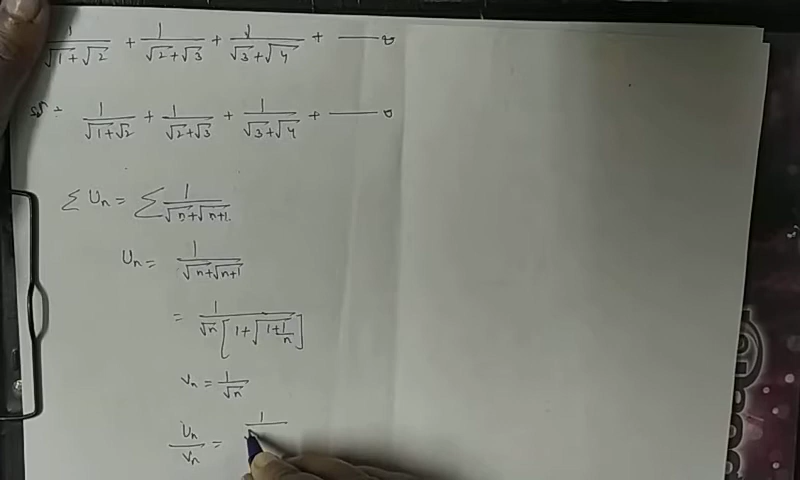 1/(√1+√2) + 1/(√2+√3) + 1/(√3+√4) + —— ∞
÷ 1/(√1+√2) + 1/(√2+√3) + 1/(√3+√4) + —— ∞
Σ Uₙ = Σ 1/(√n+√n+1)
Uₙ = 1/(√n+√n+1)
= 1/(√n[1+√(1+1/n)])
Vₙ = 1/√n
Uₙ/Vₙ = 1/√